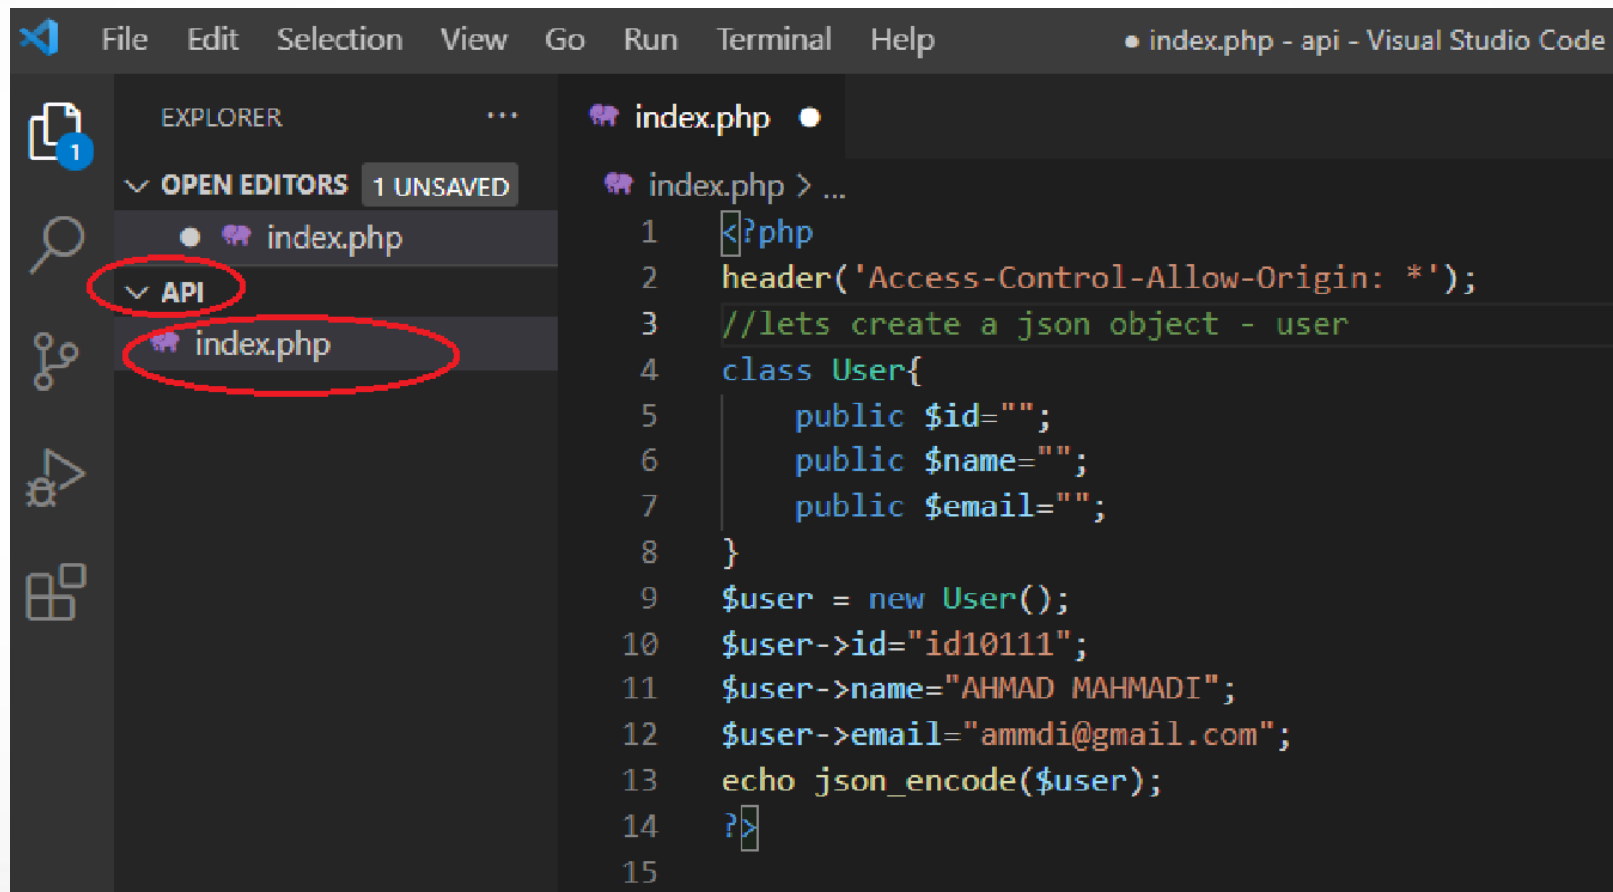 File Edit Selection View Go Run Terminal Help ● index.php - api - Visual Studio Code
1
EXPLORER ...
OPEN EDITORS 1 UNSAVED
● index.php
API
index.php
index.php ●
index.php > ...
1 <?php
2 header('Access-Control-Allow-Origin: *');
3 //lets create a json object - user
4 class User{
5     public $id="";
6     public $name="";
7     public $email="";
8 }
9 $user = new User();
10 $user->id="id10111";
11 $user->name="AHMAD MAHMADI";
12 $user->email="ammdi@gmail.com";
13 echo json_encode($user);
14 ?>
15